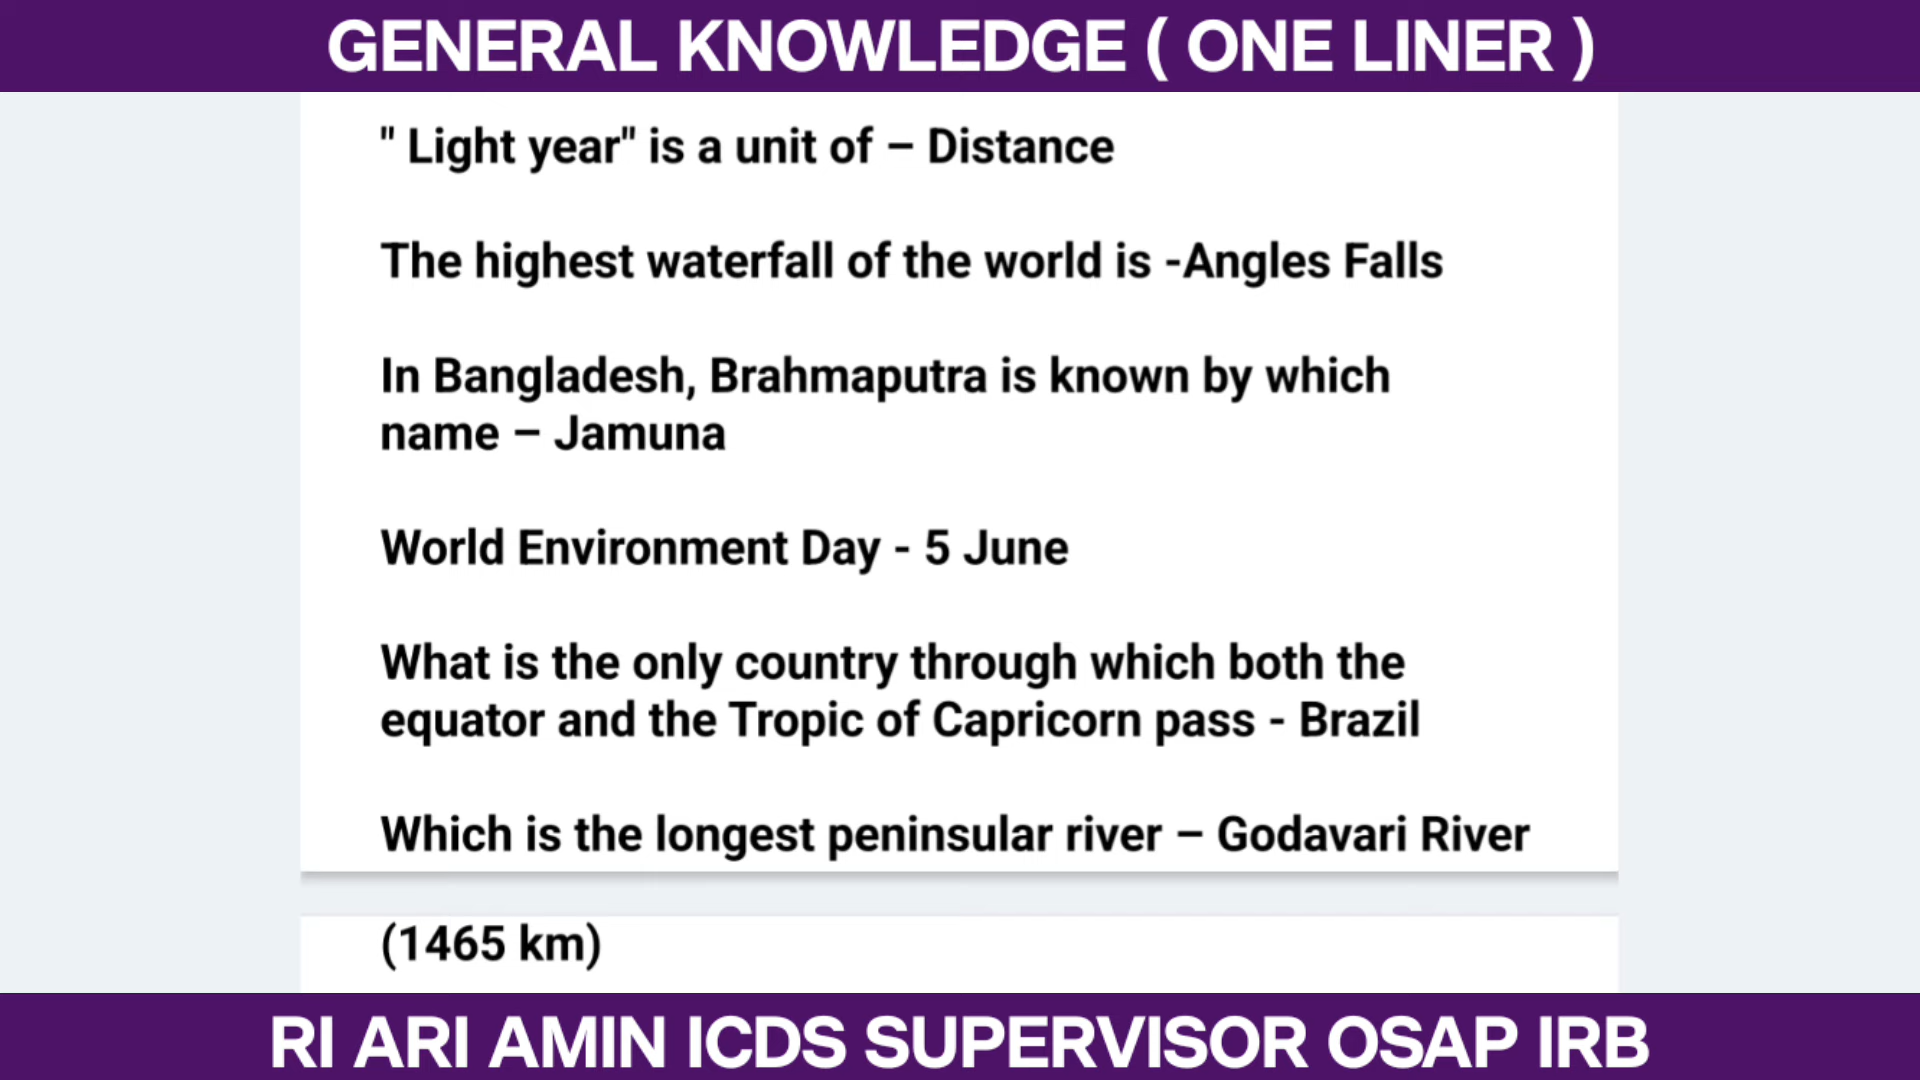 GENERAL KNOWLEDGE ( ONE LINER )
" Light year" is a unit of – Distance
The highest waterfall of the world is -Angles Falls
In Bangladesh, Brahmaputra is known by which
name – Jamuna
World Environment Day - 5 June
What is the only country through which both the
equator and the Tropic of Capricorn pass - Brazil
Which is the longest peninsular river – Godavari River
(1465 km)
RI ARI AMIN ICDS SUPERVISOR OSAP IRB